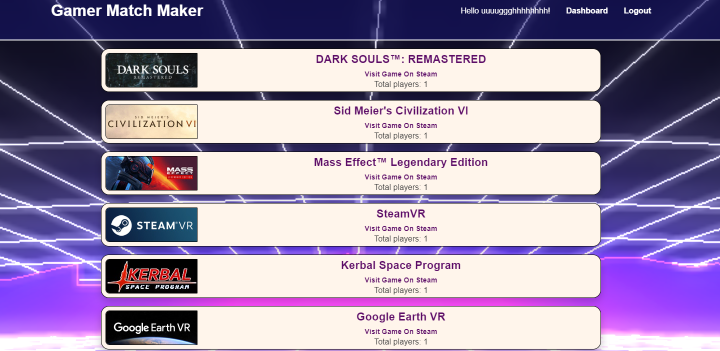 Gamer Match Maker
Hello uuuuggghhhhhhhhh! Dashboard Logout
DARK SOULS
REMASTERED
DARK SOULS™: REMASTERED
Visit Game On Steam
Total players: 1
SID MEIER'S
CIVILIZATION VI
Sid Meier's Civilization VI
Visit Game On Steam
Total players: 1
MASS EFFECT
Mass Effect™ Legendary Edition
Visit Game On Steam
Total players: 1
STEAM®VR
SteamVR
Visit Game On Steam
Total players: 1
KERBAL
SPACE PROGRAM
Kerbal Space Program
Visit Game On Steam
Total players: 1
Google Earth VR
Google Earth VR
Visit Game On Steam
Total players: 1